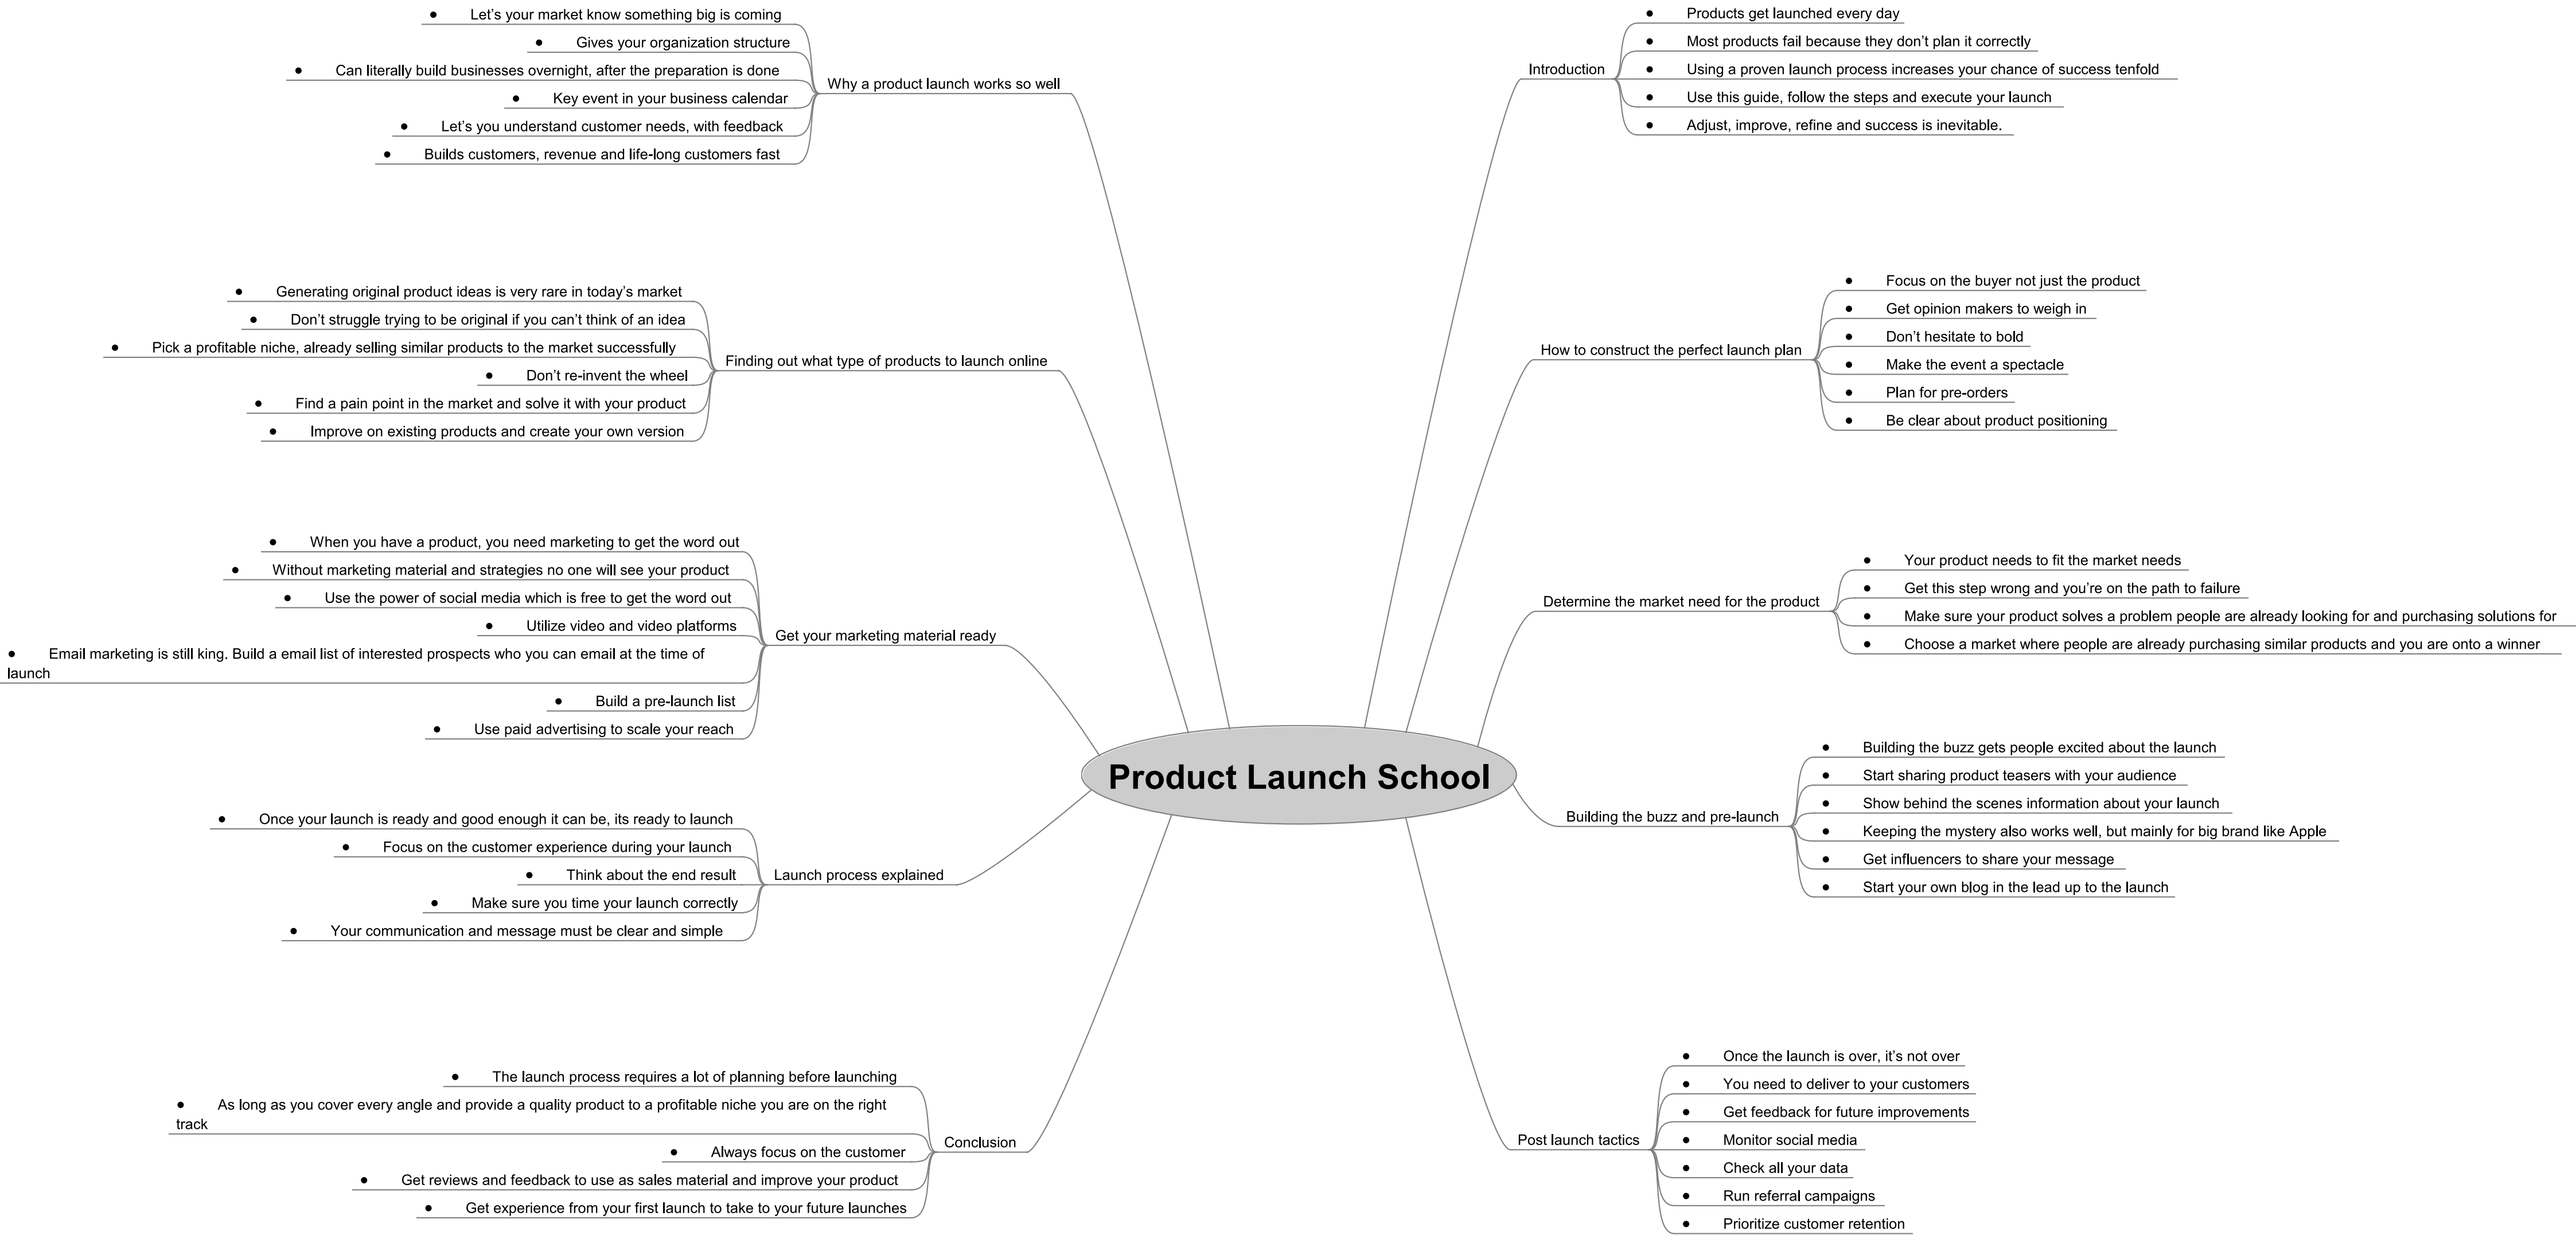 Product Launch School
Introduction
● Products get launched every day
● Most products fail because they don’t plan it correctly
● Using a proven launch process increases your chance of success tenfold
● Use this guide, follow the steps and execute your launch
● Adjust, improve, refine and success is inevitable.
How to construct the perfect launch plan
● Focus on the buyer not just the product
● Get opinion makers to weigh in
● Don’t hesitate to bold
● Make the event a spectacle
● Plan for pre-orders
● Be clear about product positioning
Determine the market need for the product
● Your product needs to fit the market needs
● Get this step wrong and you’re on the path to failure
● Make sure your product solves a problem people are already looking for and purchasing solutions for
● Choose a market where people are already purchasing similar products and you are onto a winner
Building the buzz and pre-launch
● Building the buzz gets people excited about the launch
● Start sharing product teasers with your audience
● Show behind the scenes information about your launch
● Keeping the mystery also works well, but mainly for big brand like Apple
● Get influencers to share your message
● Start your own blog in the lead up to the launch
Post launch tactics
● Once the launch is over, it’s not over
● You need to deliver to your customers
● Get feedback for future improvements
● Monitor social media
● Check all your data
● Run referral campaigns
● Prioritize customer retention
Why a product launch works so well
● Let’s your market know something big is coming
● Gives your organization structure
● Can literally build businesses overnight, after the preparation is done
● Key event in your business calendar
● Let’s you understand customer needs, with feedback
● Builds customers, revenue and life-long customers fast
Finding out what type of products to launch online
● Generating original product ideas is very rare in today’s market
● Don’t struggle trying to be original if you can’t think of an idea
● Pick a profitable niche, already selling similar products to the market successfully
● Don’t re-invent the wheel
● Find a pain point in the market and solve it with your product
● Improve on existing products and create your own version
Get your marketing material ready
● When you have a product, you need marketing to get the word out
● Without marketing material and strategies no one will see your product
● Use the power of social media which is free to get the word out
● Utilize video and video platforms
● Email marketing is still king. Build a email list of interested prospects who you can email at the time of
launch
● Build a pre-launch list
● Use paid advertising to scale your reach
Launch process explained
● Once your launch is ready and good enough it can be, its ready to launch
● Focus on the customer experience during your launch
● Think about the end result
● Make sure you time your launch correctly
● Your communication and message must be clear and simple
Conclusion
● The launch process requires a lot of planning before launching
● As long as you cover every angle and provide a quality product to a profitable niche you are on the right
track
● Always focus on the customer
● Get reviews and feedback to use as sales material and improve your product
● Get experience from your first launch to take to your future launches